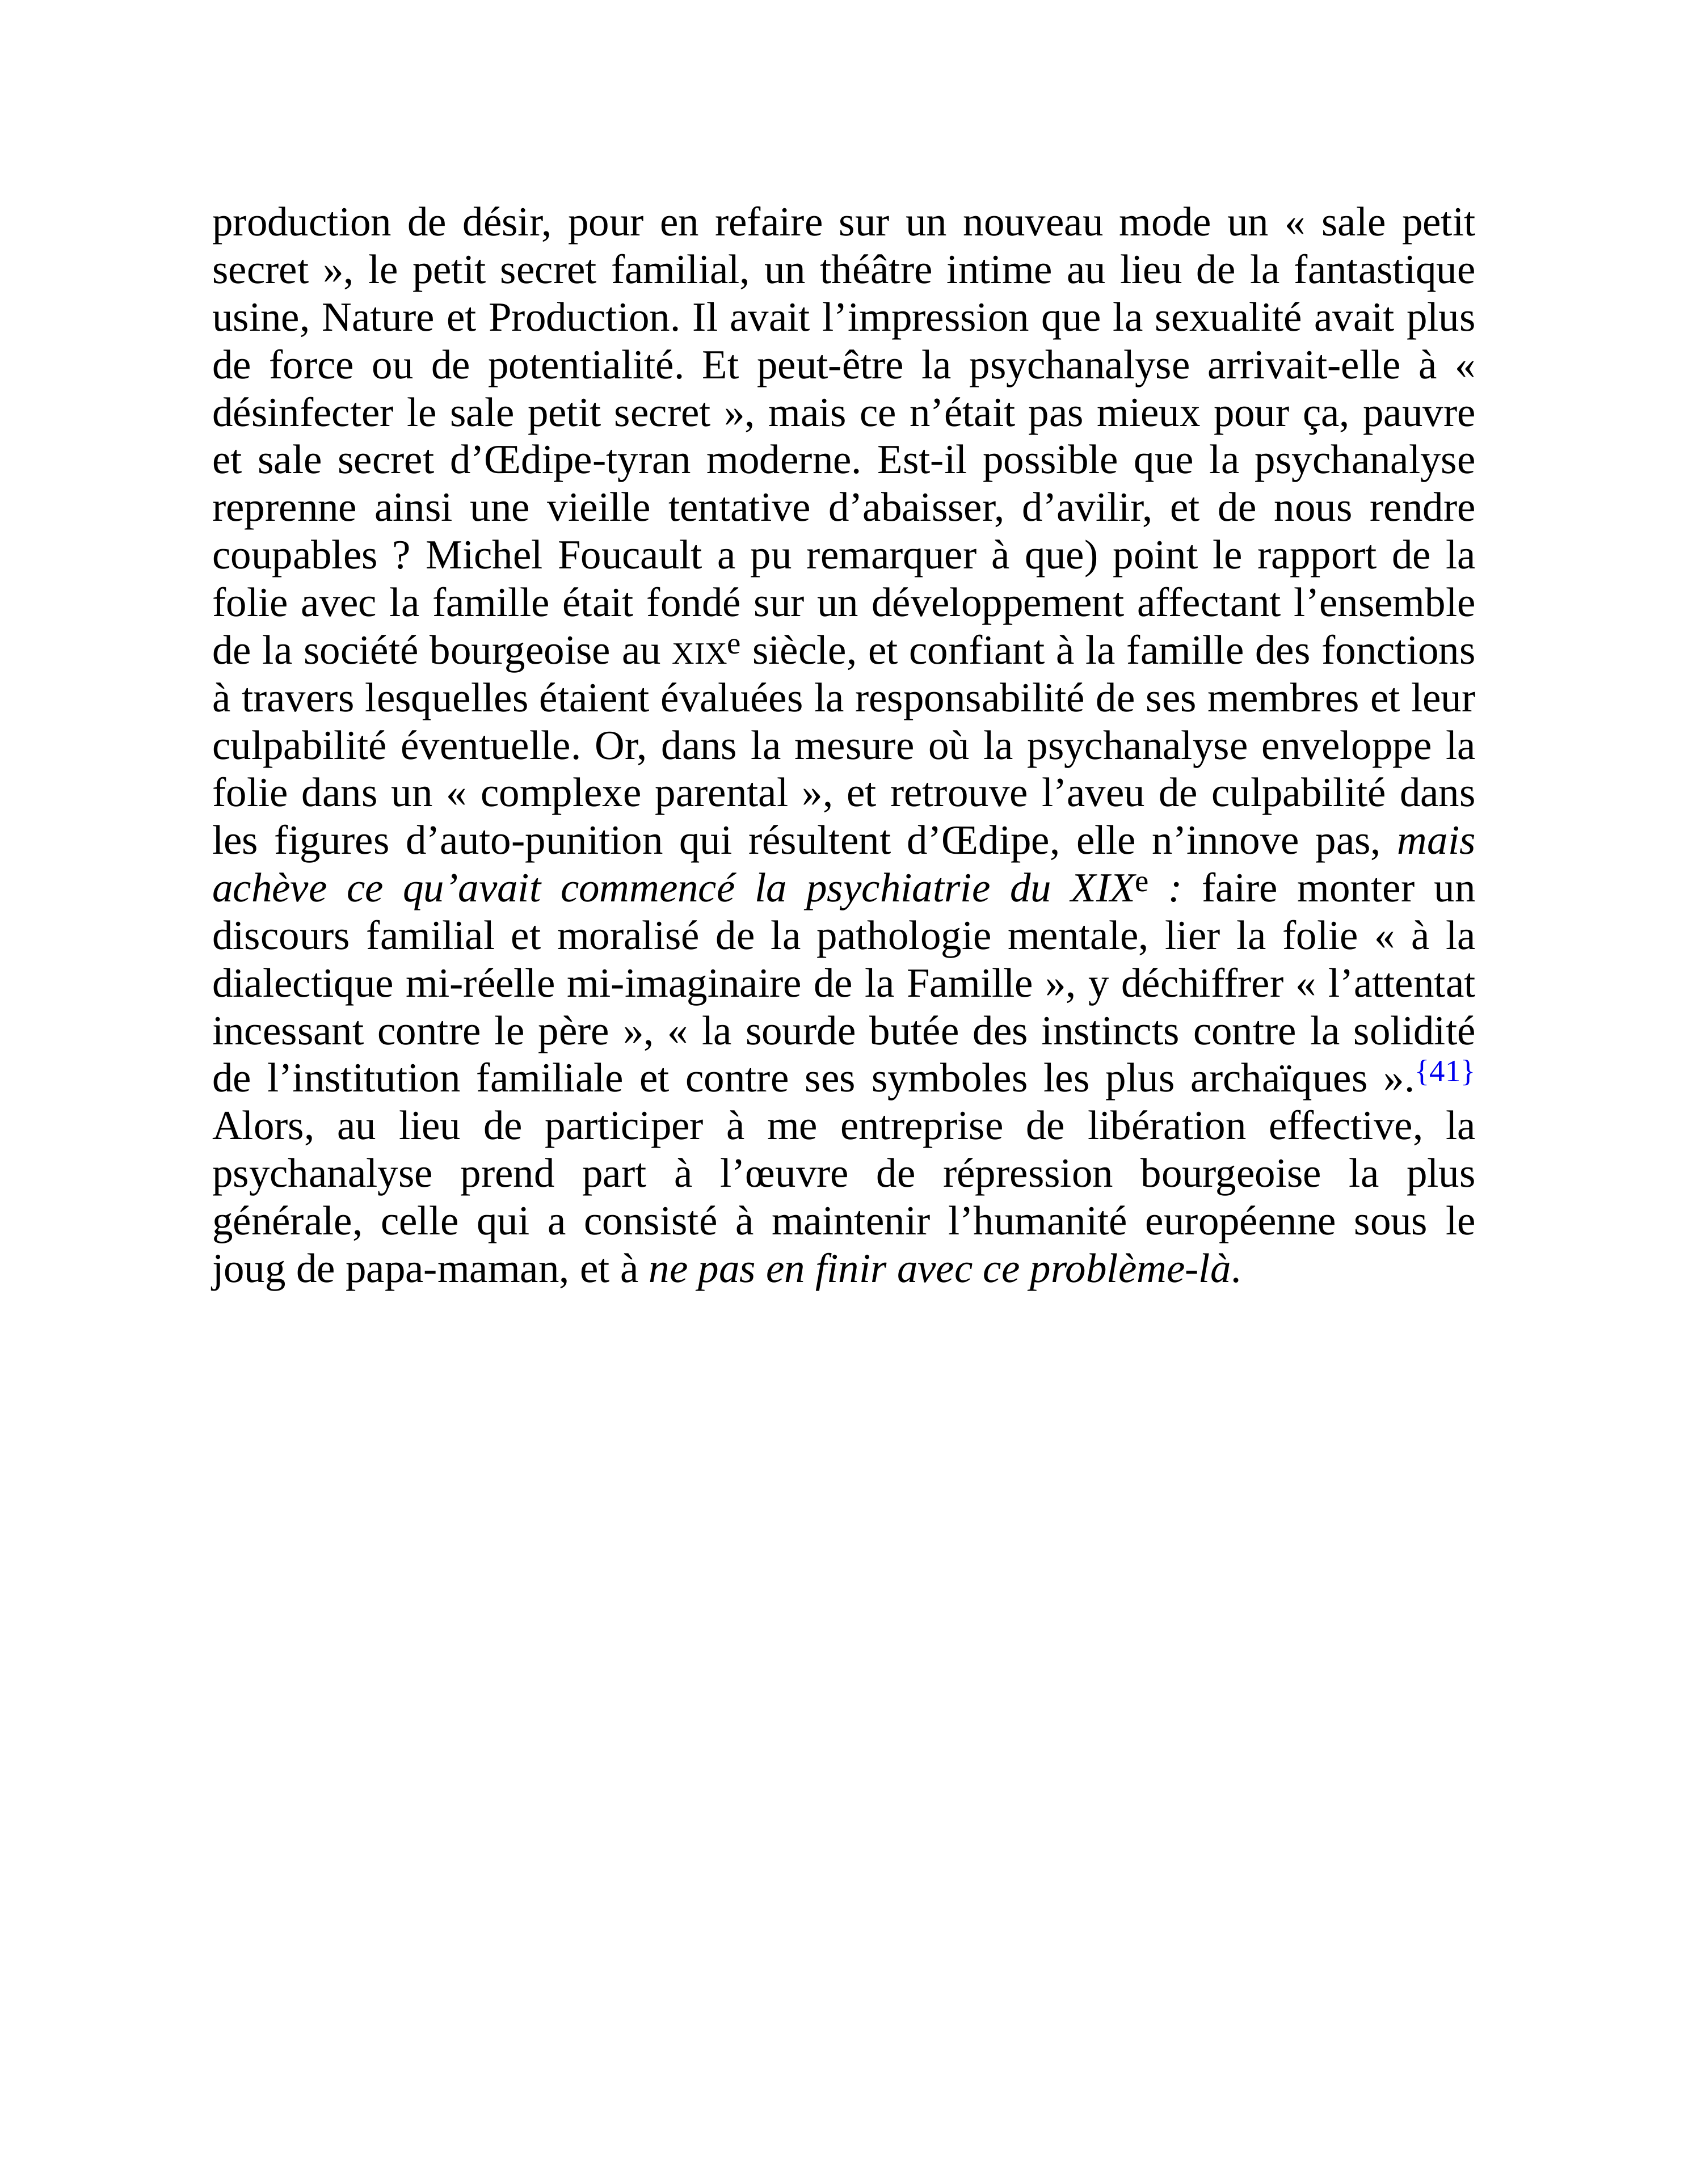 production de désir, pour en refaire sur un nouveau mode un « sale petit
secret », le petit secret familial, un théâtre intime au lieu de la fantastique
usine, Nature et Production. Il avait l’impression que la sexualité avait plus
de force ou de potentialité. Et peut-être la psychanalyse arrivait-elle à «
désinfecter le sale petit secret », mais ce n’était pas mieux pour ça, pauvre
et sale secret d’Œdipe-tyran moderne. Est-il possible que la psychanalyse
reprenne ainsi une vieille tentative d’abaisser, d’avilir, et de nous rendre
coupables ? Michel Foucault a pu remarquer à que) point le rapport de la
folie avec la famille était fondé sur un développement affectant l’ensemble
de la société bourgeoise au XIXe siècle, et confiant à la famille des fonctions
à travers lesquelles étaient évaluées la responsabilité de ses membres et leur
culpabilité éventuelle. Or, dans la mesure où la psychanalyse enveloppe la
folie dans un « complexe parental », et retrouve l’aveu de culpabilité dans
les figures d’auto-punition qui résultent d’Œdipe, elle n’innove pas, mais
achève ce qu’avait commencé la psychiatrie du XIXe : faire monter un
discours familial et moralisé de la pathologie mentale, lier la folie « à la
dialectique mi-réelle mi-imaginaire de la Famille », y déchiffrer « l’attentat
incessant contre le père », « la sourde butée des instincts contre la solidité
de l’institution familiale et contre ses symboles les plus archaïques ».{41}
Alors, au lieu de participer à me entreprise de libération effective, la
psychanalyse prend part à l’œuvre de répression bourgeoise la plus
générale, celle qui a consisté à maintenir l’humanité européenne sous le
joug de papa-maman, et à ne pas en finir avec ce problème-là.